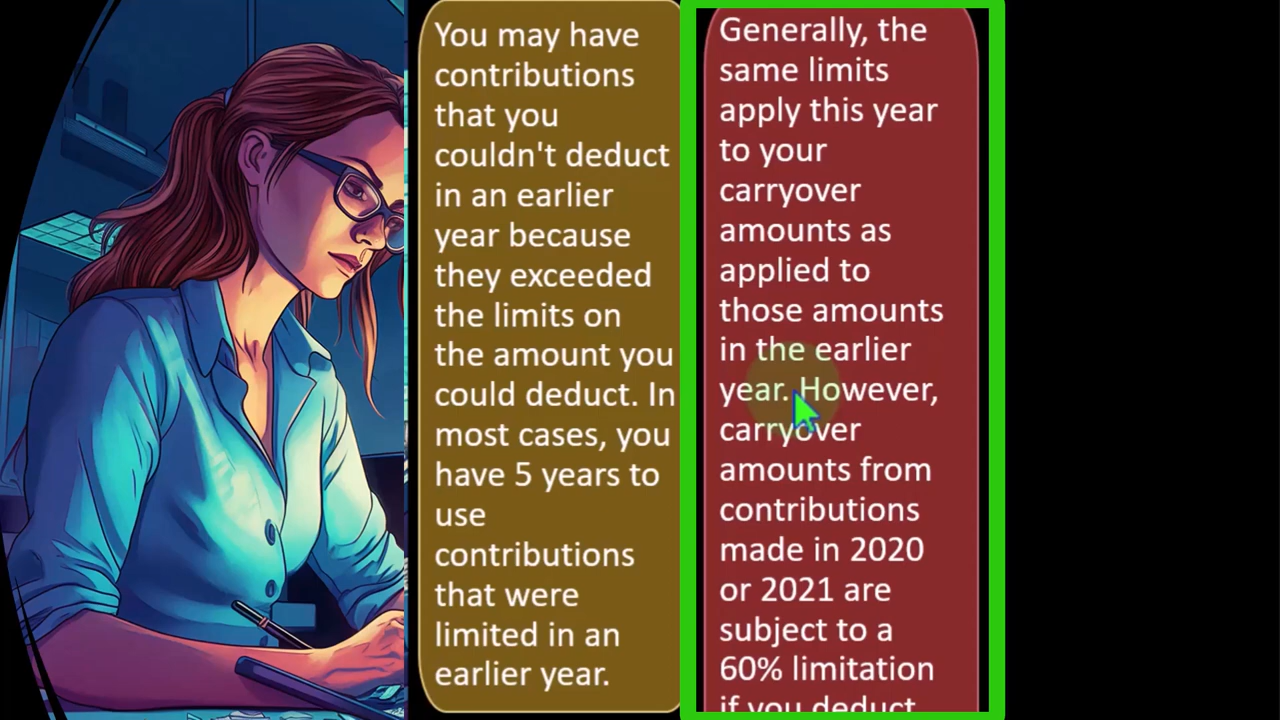 You may have
contributions
that you
couldn't deduct
in an earlier
year because
they exceeded
the limits on
the amount you
could deduct. In
most cases, you
have 5 years to
use
contributions
that were
limited in an
earlier year.
Generally, the
same limits
apply this year
to your
carryover
amounts as
applied to
those amounts
in the earlier
year. However,
carryover
amounts from
contributions
made in 2020
or 2021 are
subject to a
60% limitation
if you deduct